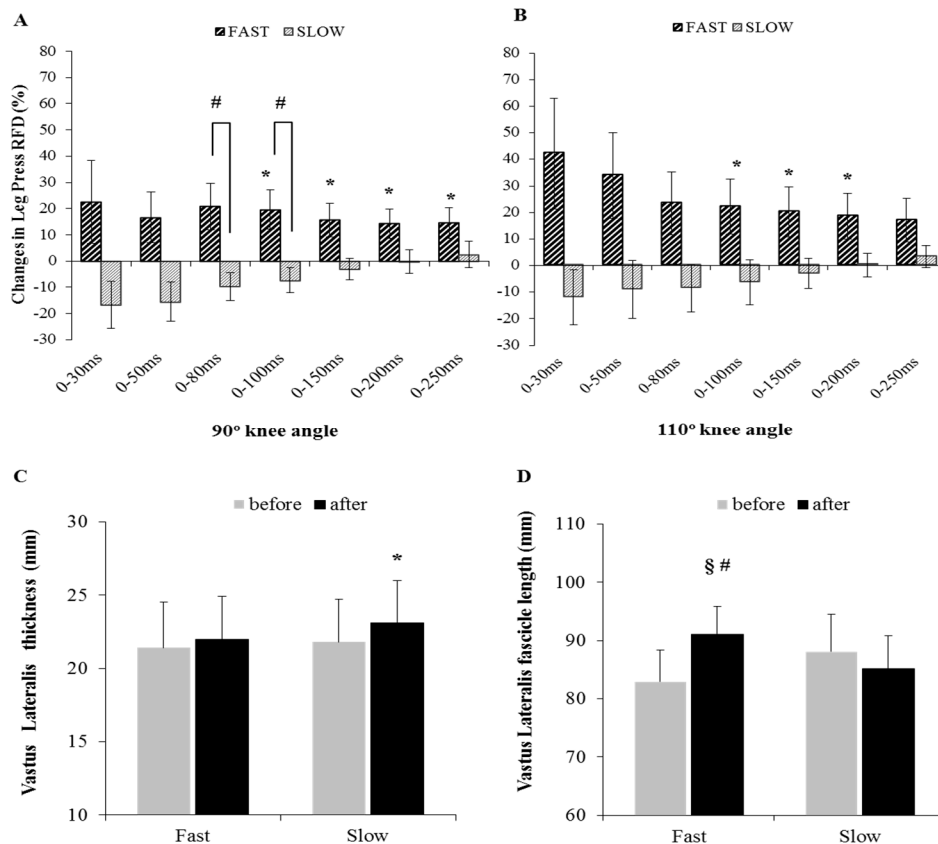 A
FAST SLOW
Changes in Leg Press RFD (%)
80
70
60
50
40
30
20
10
0
-10
-20
-30
# #
* * * *
0-30ms 0-50ms 0-80ms 0-100ms 0-150ms 0-200ms 0-250ms
90° knee angle
B
FAST SLOW
80
70
60
50
40
30
20
10
0
-10
-20
-30
* * *
0-30ms 0-50ms 0-80ms 0-100ms 0-150ms 0-200ms 0-250ms
110° knee angle
C
before after
Vastus Lateralis thickness (mm)
30
26
22
18
14
10
*
Fast Slow
D
before after
Vastus Lateralis fascicle length (mm)
110
100
90
80
70
60
§ #
Fast Slow